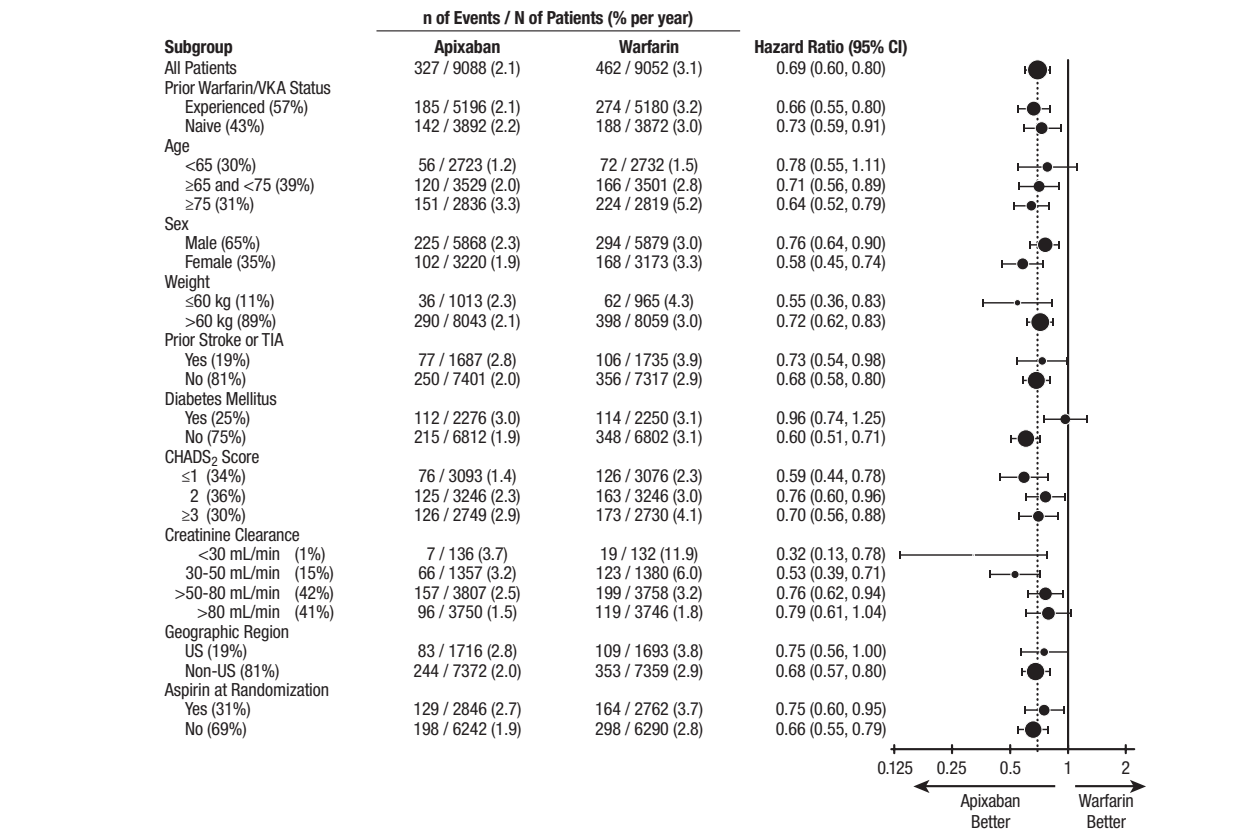 n of Events / N of Patients (% per year)
Subgroup Apixaban Warfarin Hazard Ratio (95% CI)
All Patients 327 / 9088 (2.1) 462 / 9052 (3.1) 0.69 (0.60, 0.80)
Prior Warfarin/VKA Status
Experienced (57%) 185 / 5196 (2.1) 274 / 5180 (3.2) 0.66 (0.55, 0.80)
Naive (43%) 142 / 3892 (2.2) 188 / 3872 (3.0) 0.73 (0.59, 0.91)
Age
<65 (30%) 56 / 2723 (1.2) 72 / 2732 (1.5) 0.78 (0.55, 1.11)
≥65 and <75 (39%) 120 / 3529 (2.0) 166 / 3501 (2.8) 0.71 (0.56, 0.89)
≥75 (31%) 151 / 2836 (3.3) 224 / 2819 (5.2) 0.64 (0.52, 0.79)
Sex
Male (65%) 225 / 5868 (2.3) 294 / 5879 (3.0) 0.76 (0.64, 0.90)
Female (35%) 102 / 3220 (1.9) 168 / 3173 (3.3) 0.58 (0.45, 0.74)
Weight
≤60 kg (11%) 36 / 1013 (2.3) 62 / 965 (4.3) 0.55 (0.36, 0.83)
>60 kg (89%) 290 / 8043 (2.1) 398 / 8059 (3.0) 0.72 (0.62, 0.83)
Prior Stroke or TIA
Yes (19%) 77 / 1687 (2.8) 106 / 1735 (3.9) 0.73 (0.54, 0.98)
No (81%) 250 / 7401 (2.0) 356 / 7317 (2.9) 0.68 (0.58, 0.80)
Diabetes Mellitus
Yes (25%) 112 / 2276 (3.0) 114 / 2250 (3.1) 0.96 (0.74, 1.25)
No (75%) 215 / 6812 (1.9) 348 / 6802 (3.1) 0.60 (0.51, 0.71)
CHADS₂ Score
≤1 (34%) 76 / 3093 (1.4) 126 / 3076 (2.3) 0.59 (0.44, 0.78)
2 (36%) 125 / 3246 (2.3) 163 / 3246 (3.0) 0.76 (0.60, 0.96)
≥3 (30%) 126 / 2749 (2.9) 173 / 2730 (4.1) 0.70 (0.56, 0.88)
Creatinine Clearance
<30 mL/min (1%) 7 / 136 (3.7) 19 / 132 (11.9) 0.32 (0.13, 0.78)
30-50 mL/min (15%) 66 / 1357 (3.2) 123 / 1380 (6.0) 0.53 (0.39, 0.71)
>50-80 mL/min (42%) 157 / 3807 (2.5) 199 / 3758 (3.2) 0.76 (0.62, 0.94)
>80 mL/min (41%) 96 / 3750 (1.5) 119 / 3746 (1.8) 0.79 (0.61, 1.04)
Geographic Region
US (19%) 83 / 1716 (2.8) 109 / 1693 (3.8) 0.75 (0.56, 1.00)
Non-US (81%) 244 / 7372 (2.0) 353 / 7359 (2.9) 0.68 (0.57, 0.80)
Aspirin at Randomization
Yes (31%) 129 / 2846 (2.7) 164 / 2762 (3.7) 0.75 (0.60, 0.95)
No (69%) 198 / 6242 (1.9) 298 / 6290 (2.8) 0.66 (0.55, 0.79)
0.125 0.25 0.5 1 2
Apixaban Warfarin
Better Better